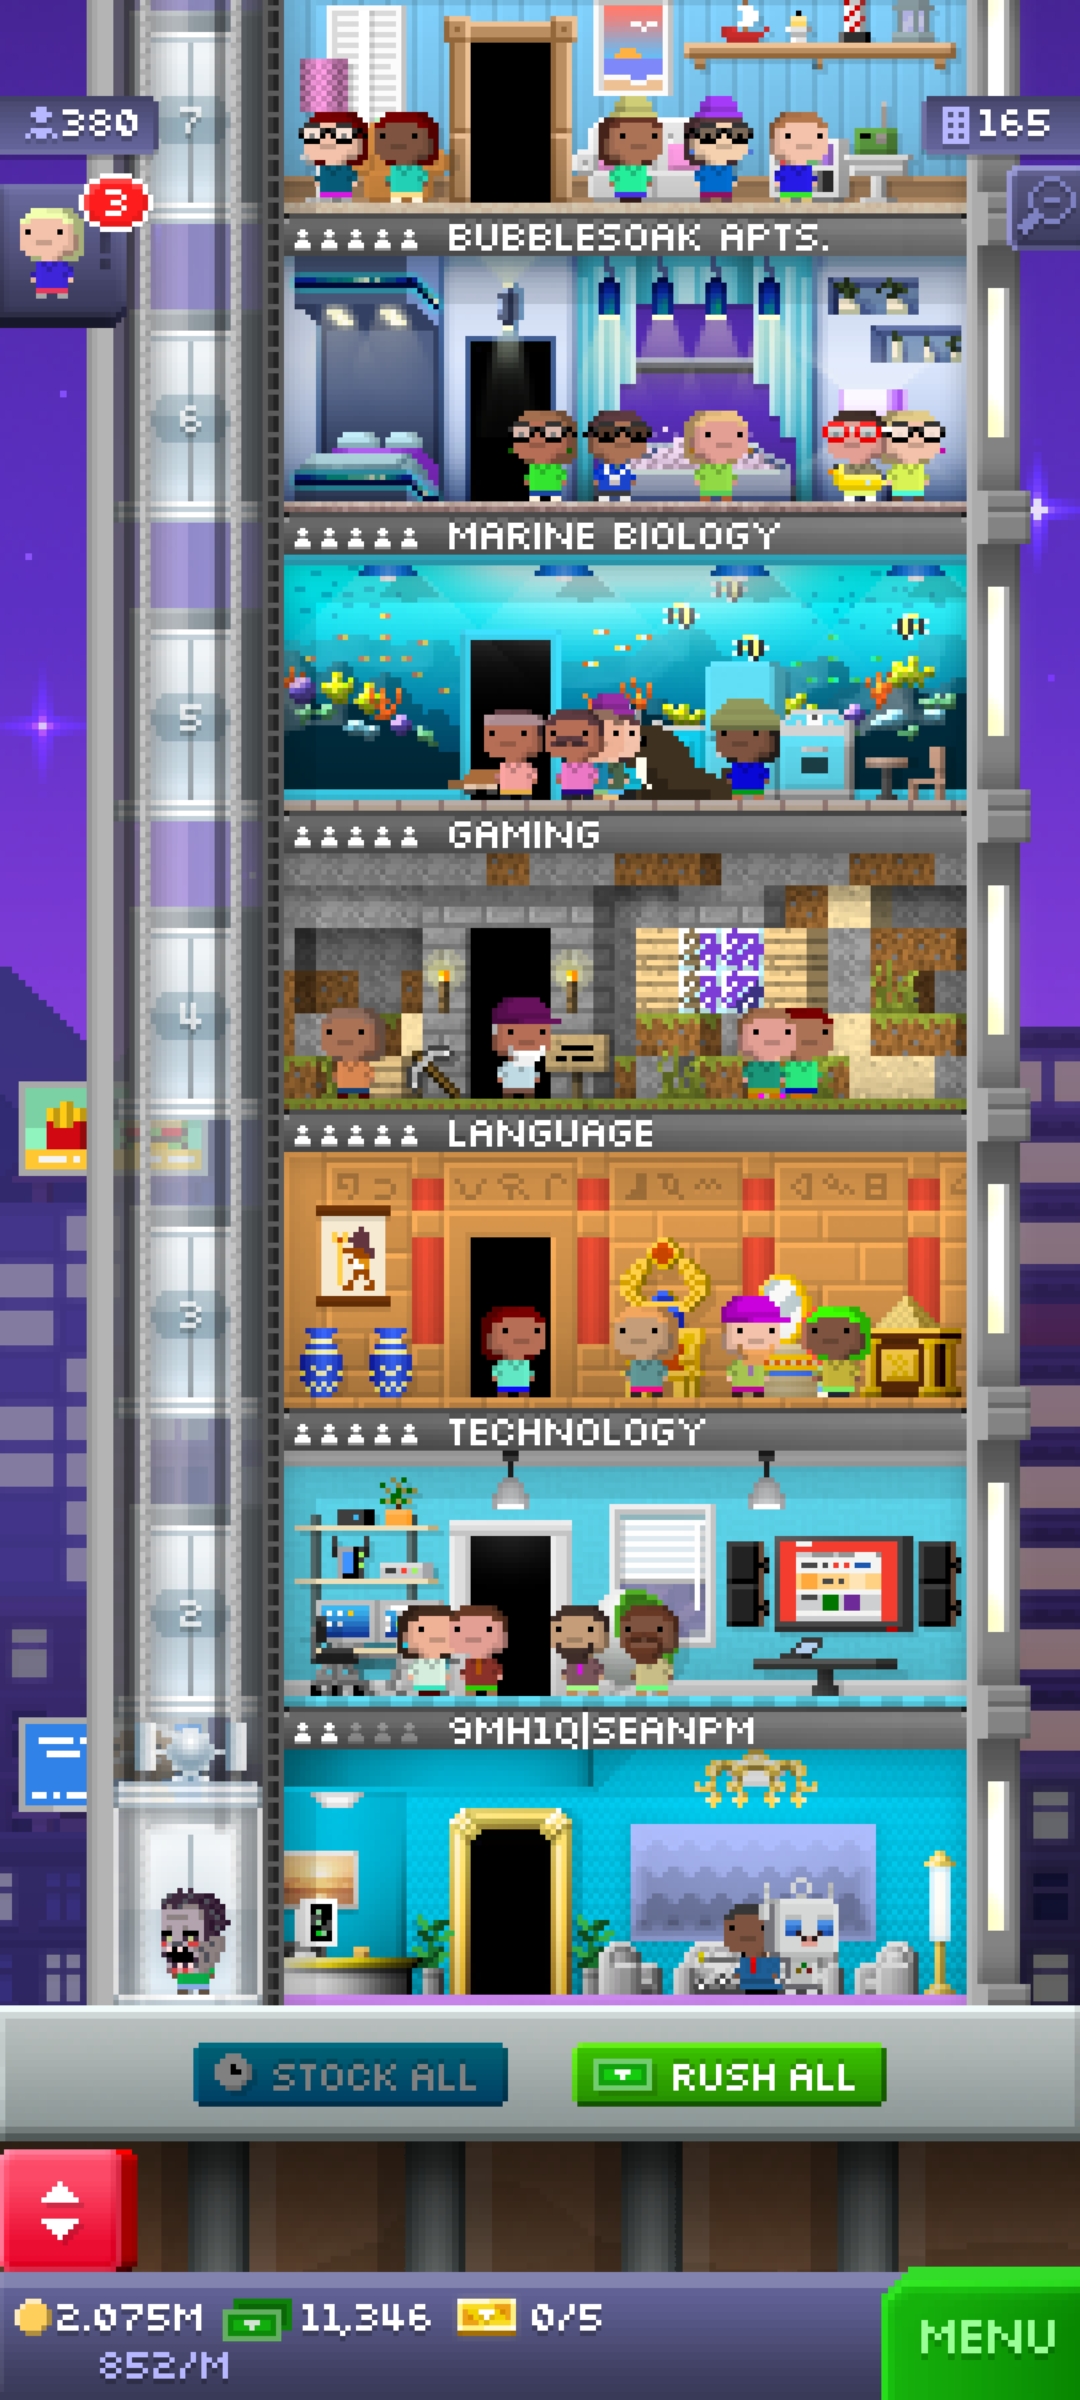 380
7
165
3
BUBBLESOAK APTS.
6
MARINE BIOLOGY
5
GAMING
4
LANGUAGE
3
TECHNOLOGY
2
9MH1Q|SEANPM
STOCK ALL
RUSH ALL
2.075M
11,346
0/5
852/M
MENU